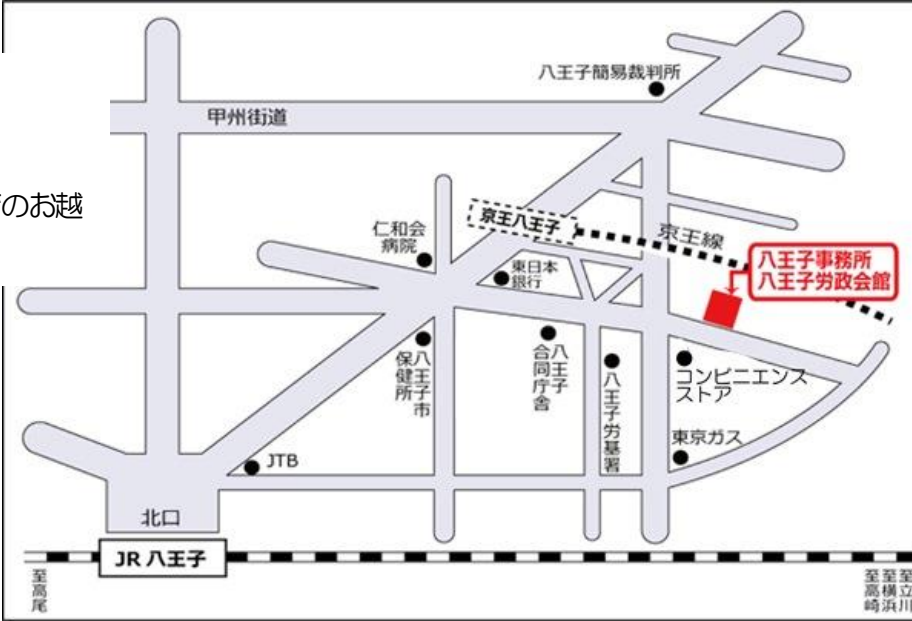 八王子簡易裁判所
甲州街道
のお越
仁和会
病院
京王八王子
京王線
東日本
銀行
八王子事務所
八王子労政会館
八王子市
保健所
八王子
合同庁舎
八王子労基署
コンビニエンス
ストア
東京ガス
JTB
北口
JR 八王子
至高尾
至高崎
至横浜
至立川